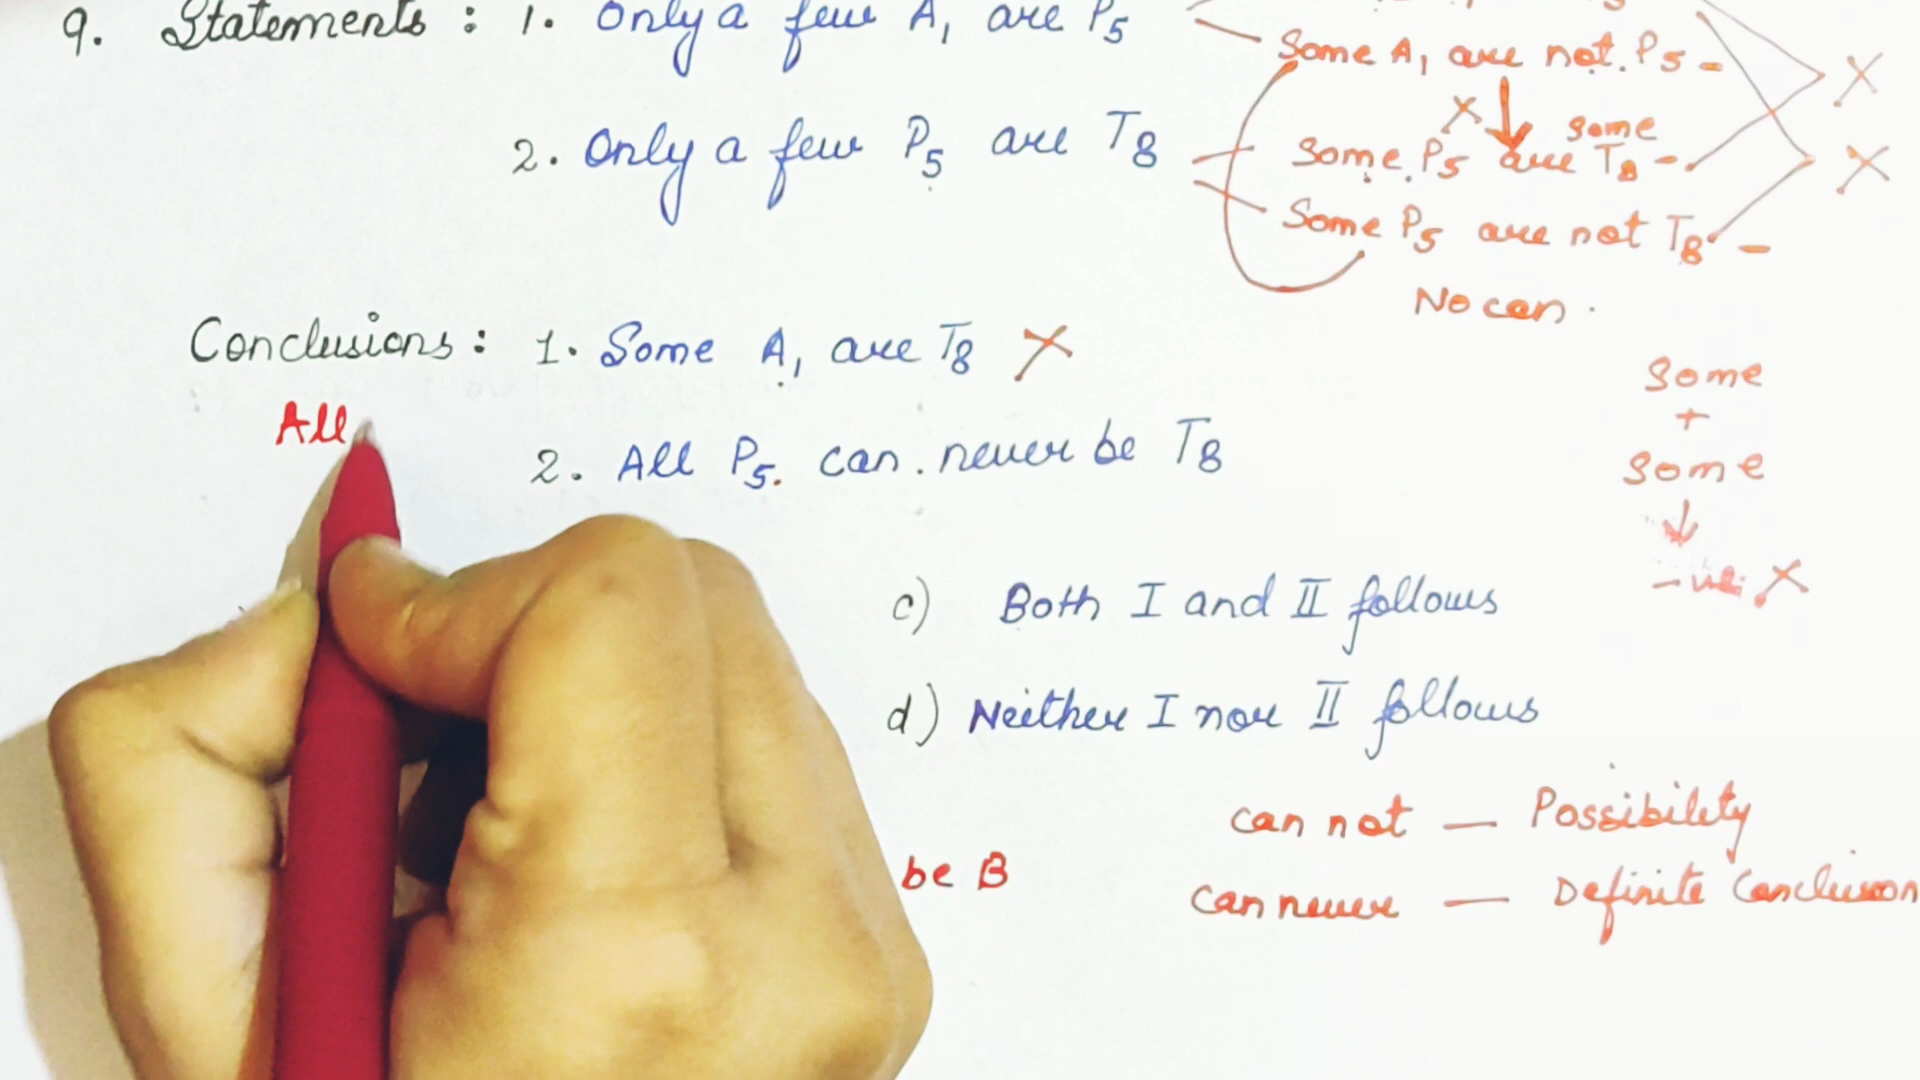 9. Statements : 1. Only a few A1 are P5
2. Only a few P5 are T8
Some A1 are not P5 -
X
some
Some P5 are T8 -
Some P5 are not T8 -
No con.
X
X
Conclusions : 1. Some A1 are T8 X
2. All P5 can never be T8
All
Some
+
Some
- ve X
c) Both I and II follows
d) Neither I nor II follows
can not — Possibility
can never — Definite Conclusion
be B